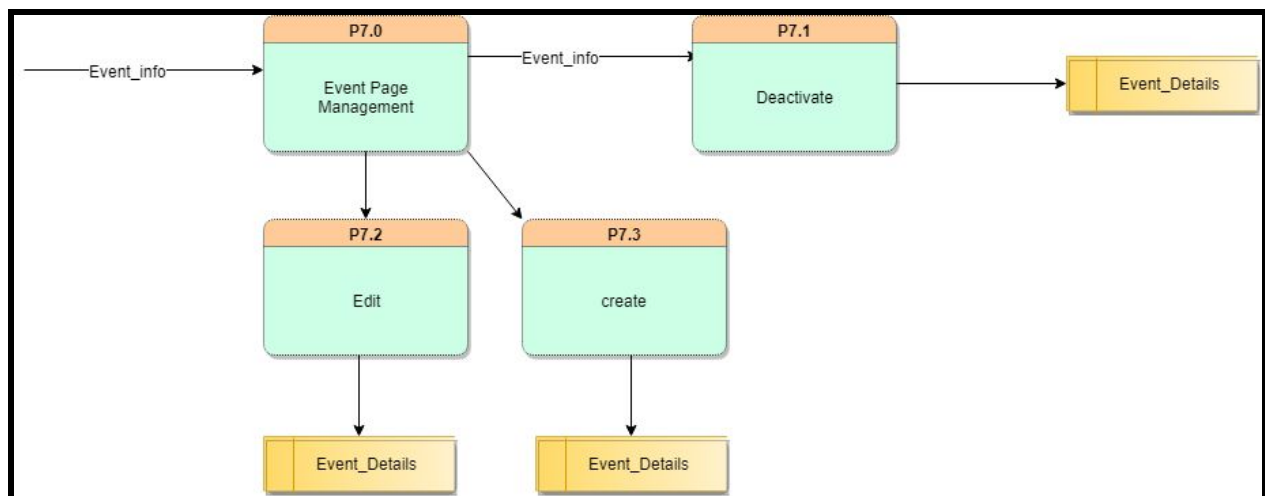 P7.0
P7.1
Event_info
Event Page
Management
Event_info
Deactivate
Event_Details
P7.2
P7.3
Edit
create
Event_Details
Event_Details